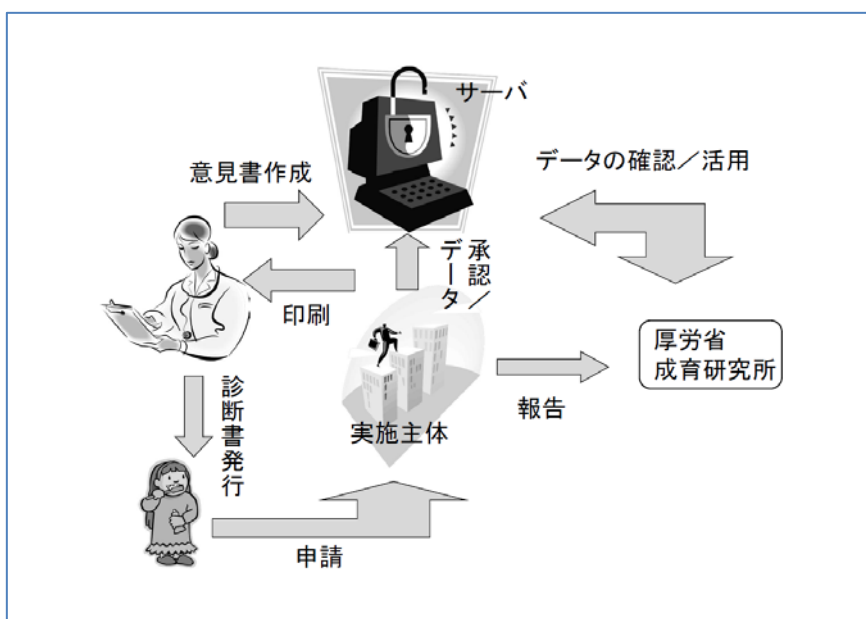 サーバ
意見書作成
データの確認／活用
承認／
データ
印刷
厚労省
成育研究所
診断書発行
実施主体
報告
申請